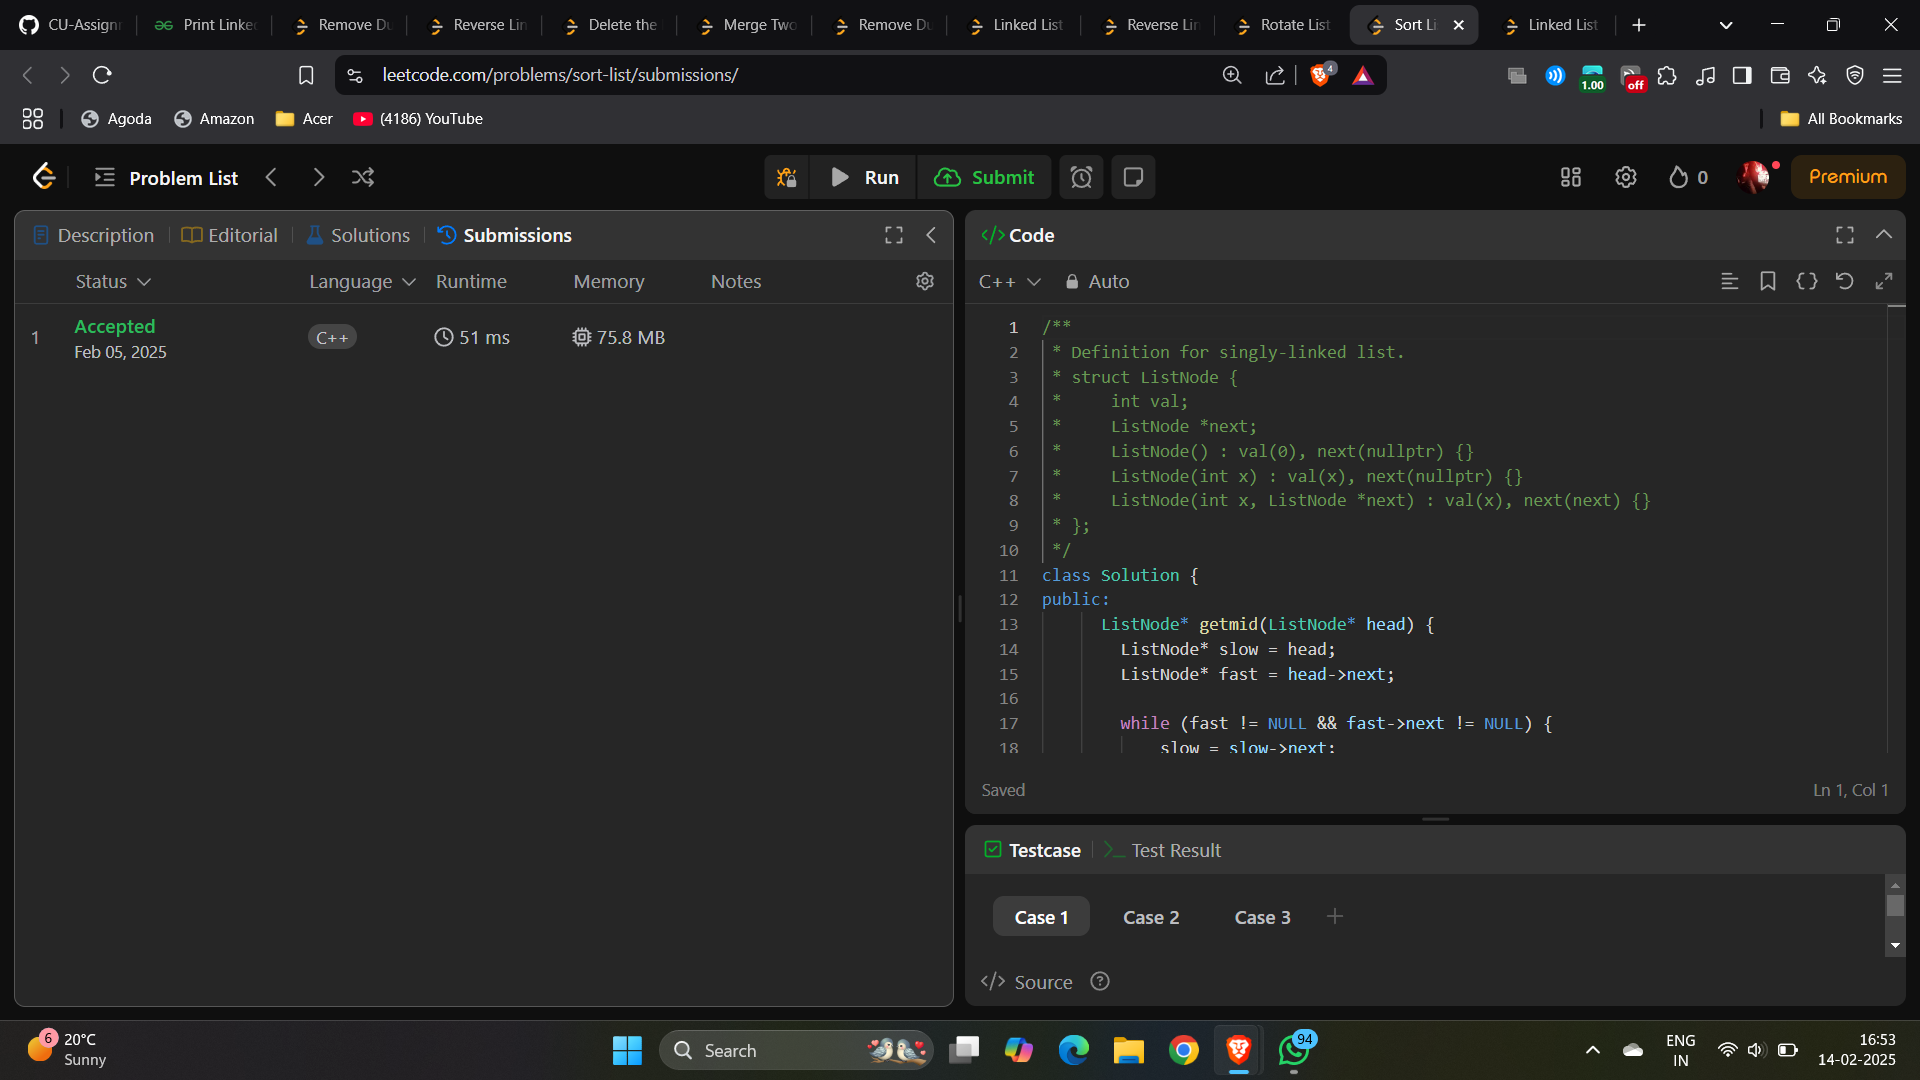 CU-Assignr
Print Linked
Remove Du
Reverse Lin
Delete the
Merge Two
Remove Du
Linked List
Reverse Lin
Rotate List
Sort Li
Linked List
leetcode.com/problems/sort-list/submissions/
4
1.00
off
Agoda
Amazon
Acer
(4186) YouTube
All Bookmarks
Problem List
Run
Submit
0
Premium
Description
Editorial
Solutions
Submissions
Status
Language
Runtime
Memory
Notes
1
Accepted
Feb 05, 2025
C++
51 ms
75.8 MB
</> Code
C++
Auto
1 /**
2 * Definition for singly-linked list.
3 * struct ListNode {
4 *     int val;
5 *     ListNode *next;
6 *     ListNode() : val(0), next(nullptr) {}
7 *     ListNode(int x) : val(x), next(nullptr) {}
8 *     ListNode(int x, ListNode *next) : val(x), next(next) {}
9 * };
10 */
11 class Solution {
12 public:
13 ListNode* getmid(ListNode* head) {
14 ListNode* slow = head;
15 ListNode* fast = head->next;
16
17 while (fast != NULL && fast->next != NULL) {
18 slow = slow->next;
Saved
Ln 1, Col 1
Testcase
Test Result
Case 1
Case 2
Case 3
</> Source
6
20°C
Sunny
Search
94
ENG
IN
16:53
14-02-2025